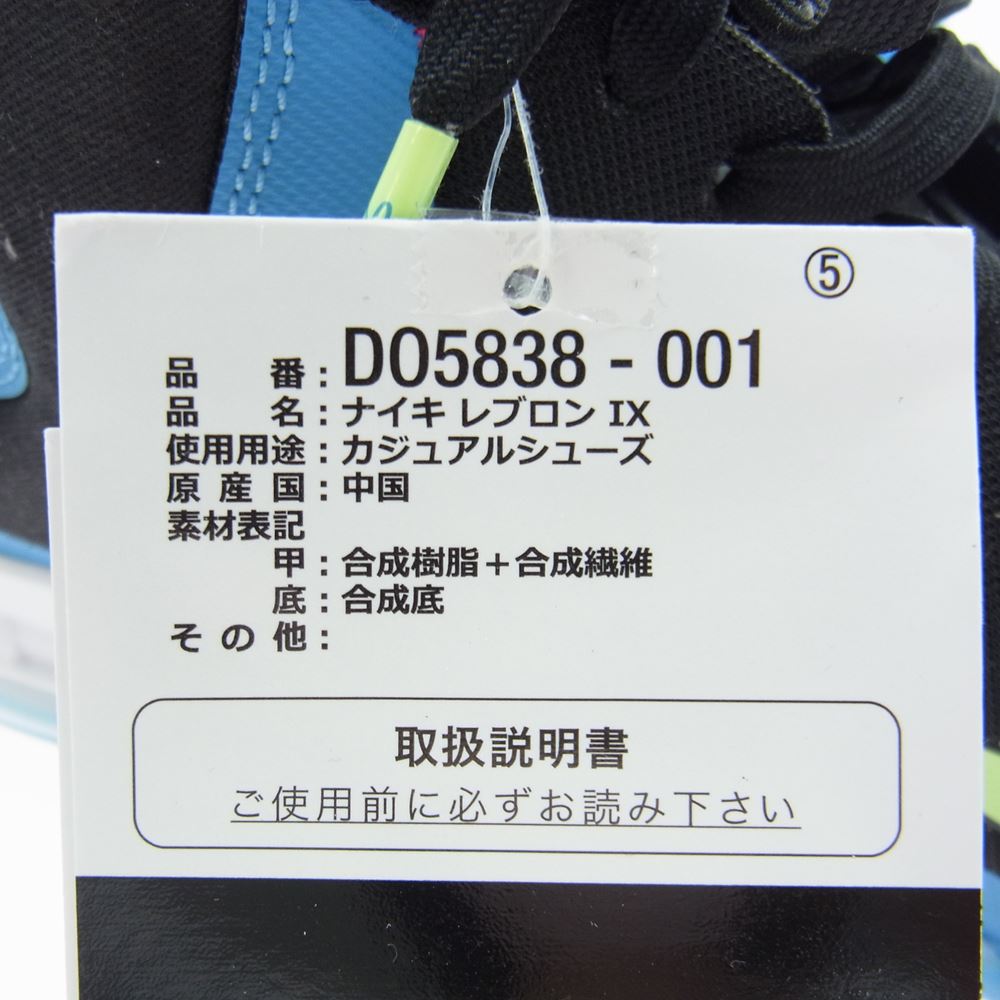 ⑤
品番：DO5838 - 001
品名：ナイキ レブロン IX
使用用途：カジュアルシューズ
原産国：中国
素材表記
甲：合成樹脂＋合成繊維
底：合成底
その他：
取扱説明書
ご使用前に必ずお読み下さい